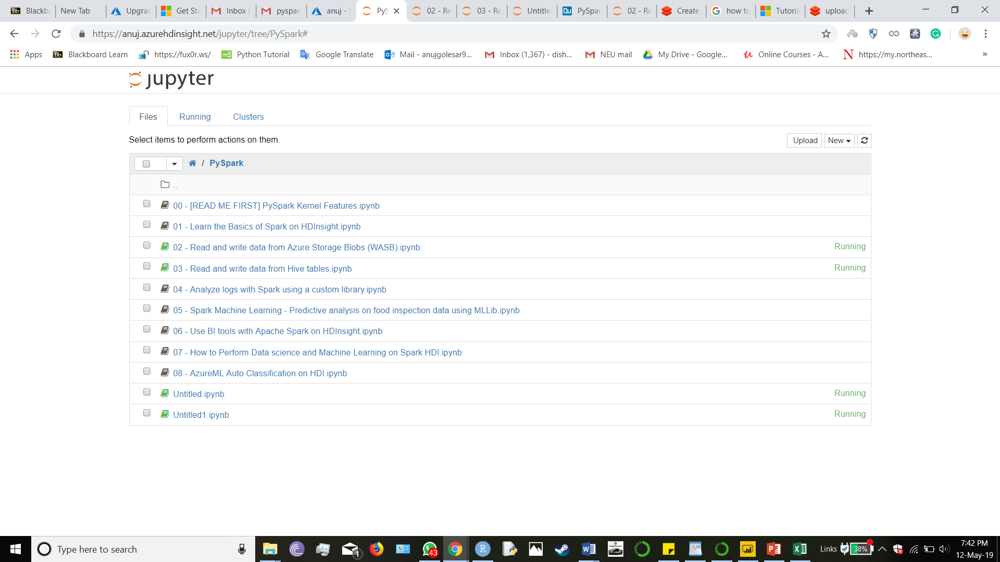 Blackb New Tab Upgra Get Sta Inbox ( pyspar anuj - PyS 02 - Re 03 - Re Untitle PySpar 02 - Re Create how to Tutoria upload
https://anuj.azurehdinsight.net/jupyter/tree/PySpark#
Apps Blackboard Learn https://fux0r.ws/ Python Tutorial Google Translate Mail - anujgolesar9... Inbox (1,367) - dish... NEU mail My Drive - Google... Online Courses - A... https://my.northeas... »
jupyter
Files Running Clusters
Select items to perform actions on them. Upload New
/ PySpark
..
00 - [READ ME FIRST] PySpark Kernel Features.ipynb
01 - Learn the Basics of Spark on HDInsight.ipynb
02 - Read and write data from Azure Storage Blobs (WASB).ipynb Running
03 - Read and write data from Hive tables.ipynb Running
04 - Analyze logs with Spark using a custom library.ipynb
05 - Spark Machine Learning - Predictive analysis on food inspection data using MLLib.ipynb
06 - Use BI tools with Apache Spark on HDInsight.ipynb
07 - How to Perform Data science and Machine Learning on Spark HDI.ipynb
08 - AzureML Auto Classification on HDI.ipynb
Untitled.ipynb Running
Untitled1.ipynb Running
Type here to search 1 43 Links 38% 7:42 PM
12-May-19